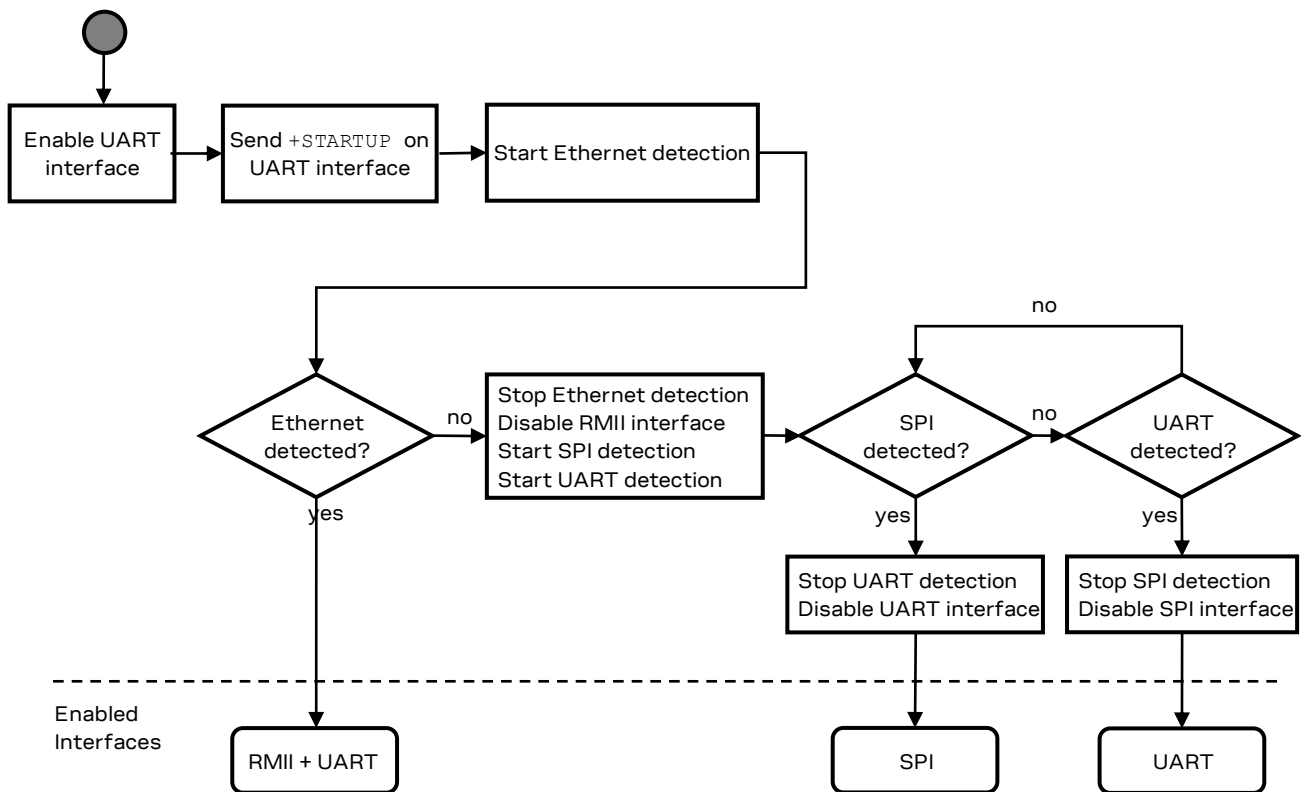 Enable UART
interface
Send +STARTUP on
UART interface
Start Ethernet detection
no
Ethernet
detected?
no
Stop Ethernet detection
Disable RMII interface
Start SPI detection
Start UART detection
SPI
detected?
no
UART
detected?
yes
yes
yes
Stop UART detection
Disable UART interface
Stop SPI detection
Disable SPI interface
Enabled
Interfaces
RMII + UART
SPI
UART